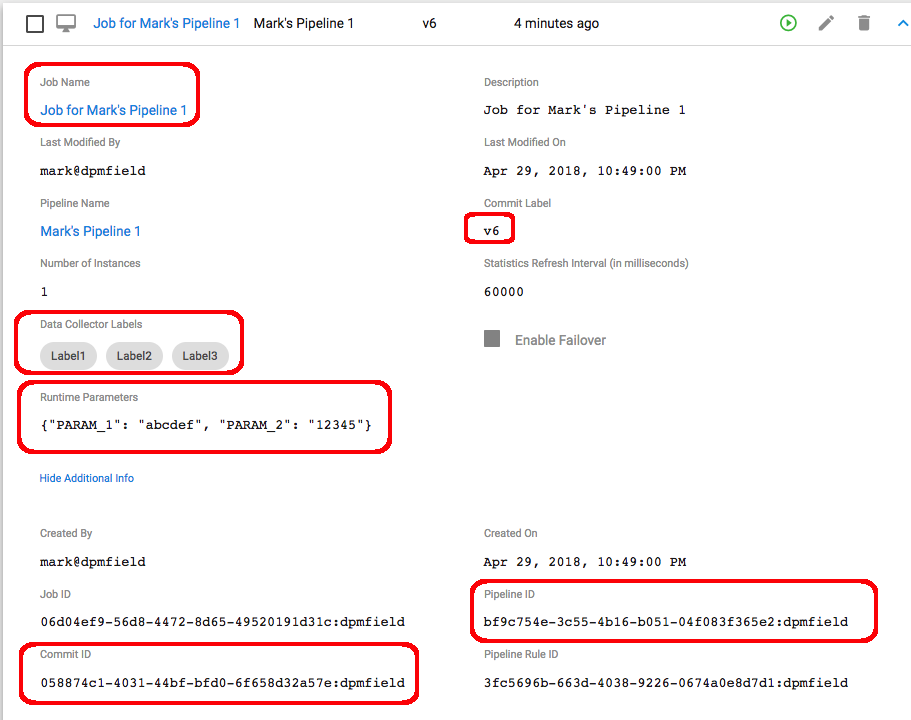 Job for Mark's Pipeline 1 Mark's Pipeline 1 v6 4 minutes ago
Job Name Description
Job for Mark's Pipeline 1 Job for Mark's Pipeline 1
Last Modified By Last Modified On
mark@dpmfield Apr 29, 2018, 10:49:00 PM
Pipeline Name Commit Label
Mark's Pipeline 1 v6
Number of Instances Statistics Refresh Interval (in milliseconds)
1 60000
Data Collector Labels
Label1 Label2 Label3 Enable Failover
Runtime Parameters
{"PARAM_1": "abcdef", "PARAM_2": "12345"}
Hide Additional Info
Created By Created On
mark@dpmfield Apr 29, 2018, 10:49:00 PM
Job ID Pipeline ID
06d04ef9-56d8-4472-8d65-49520191d31c:dpmfield bf9c754e-3c55-4b16-b051-04f083f365e2:dpmfield
Commit ID Pipeline Rule ID
058874c1-4031-44bf-bfd0-6f658d32a57e:dpmfield 3fc5696b-663d-4038-9226-0674a0e8d7d1:dpmfield